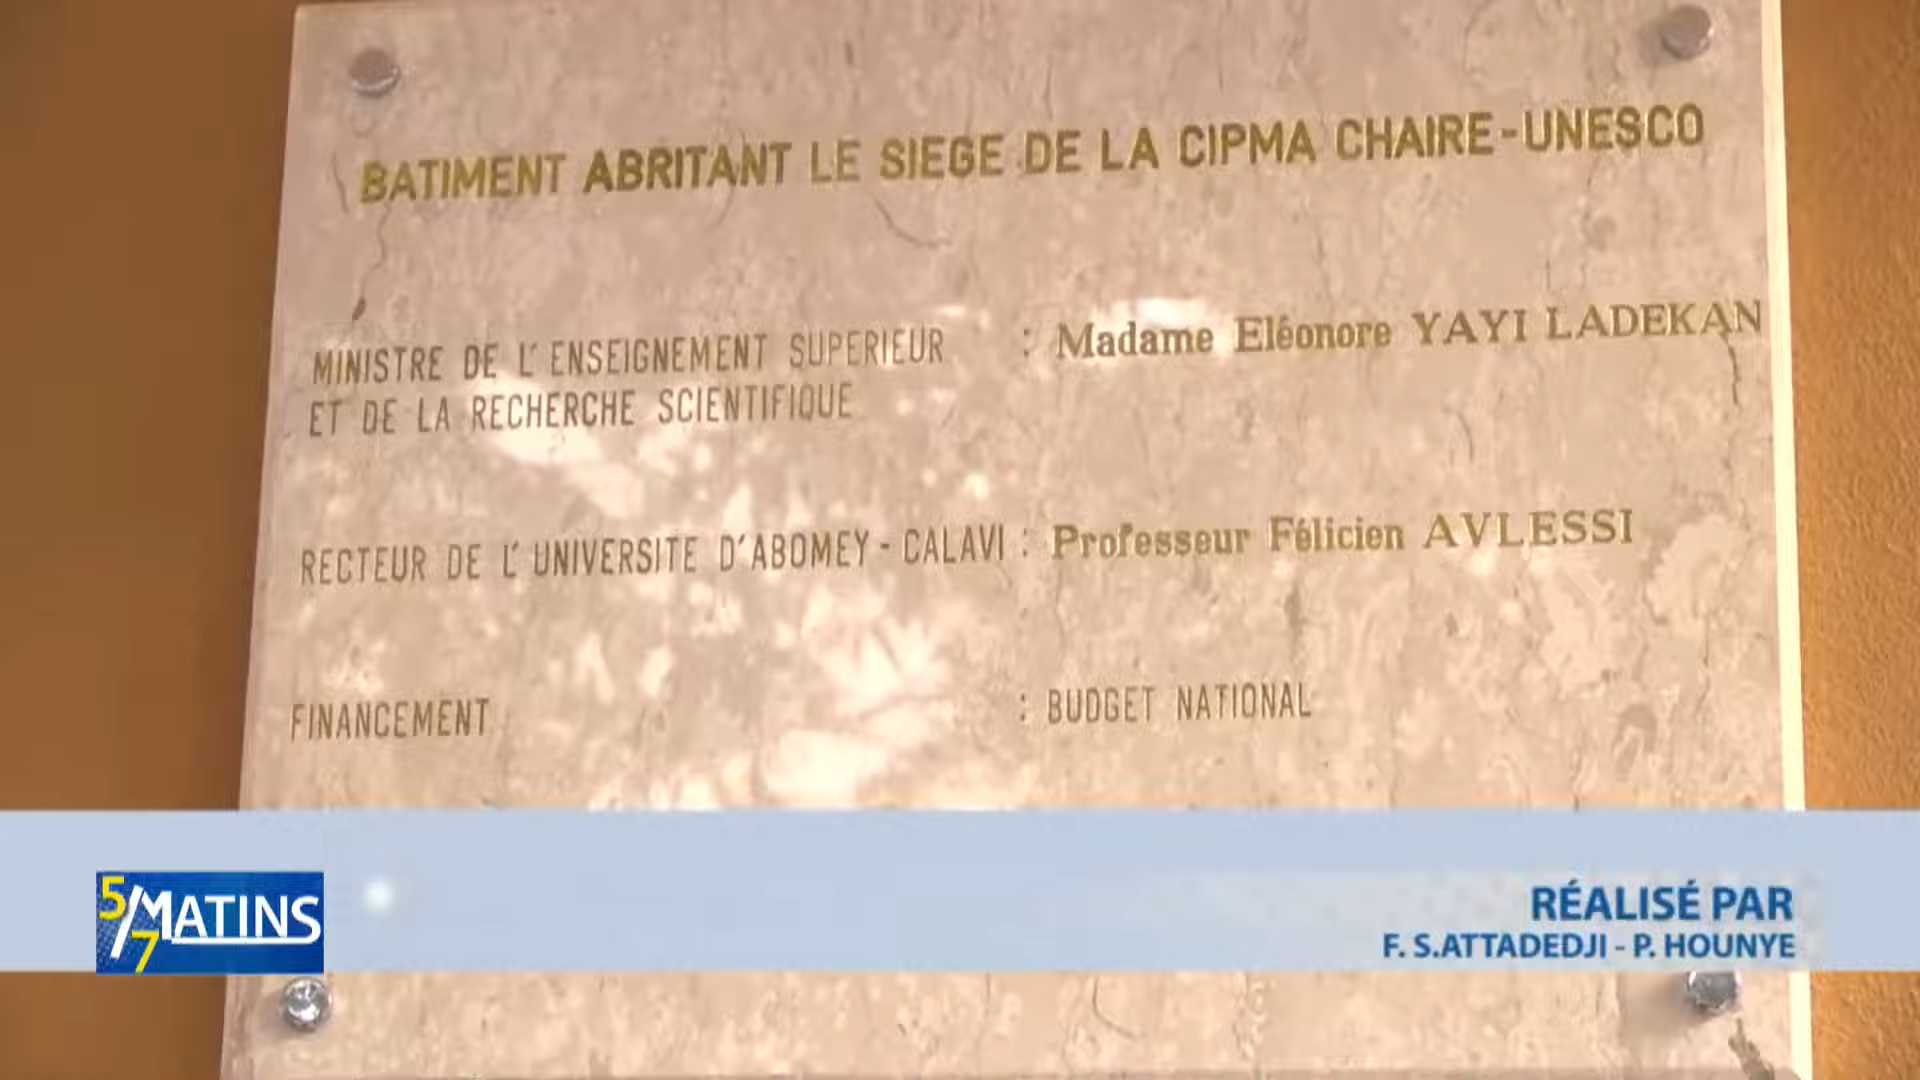 BATIMENT ABRITANT LE SIEGE DE LA CIPMA CHAIRE-UNESCO
MINISTRE DE L'ENSEIGNEMENT SUPERIEUR : Madame Eléonore YAYI LADEKAN
ET DE LA RECHERCHE SCIENTIFIQUE
RECTEUR DE L'UNIVERSITE D'ABOMEY-CALAVI : Professeur Félicien AVLESSI
FINANCEMENT : BUDGET NATIONAL
5/7 MATINS
RÉALISÉ PAR
F. S.ATTADEDJI - P. HOUNYE